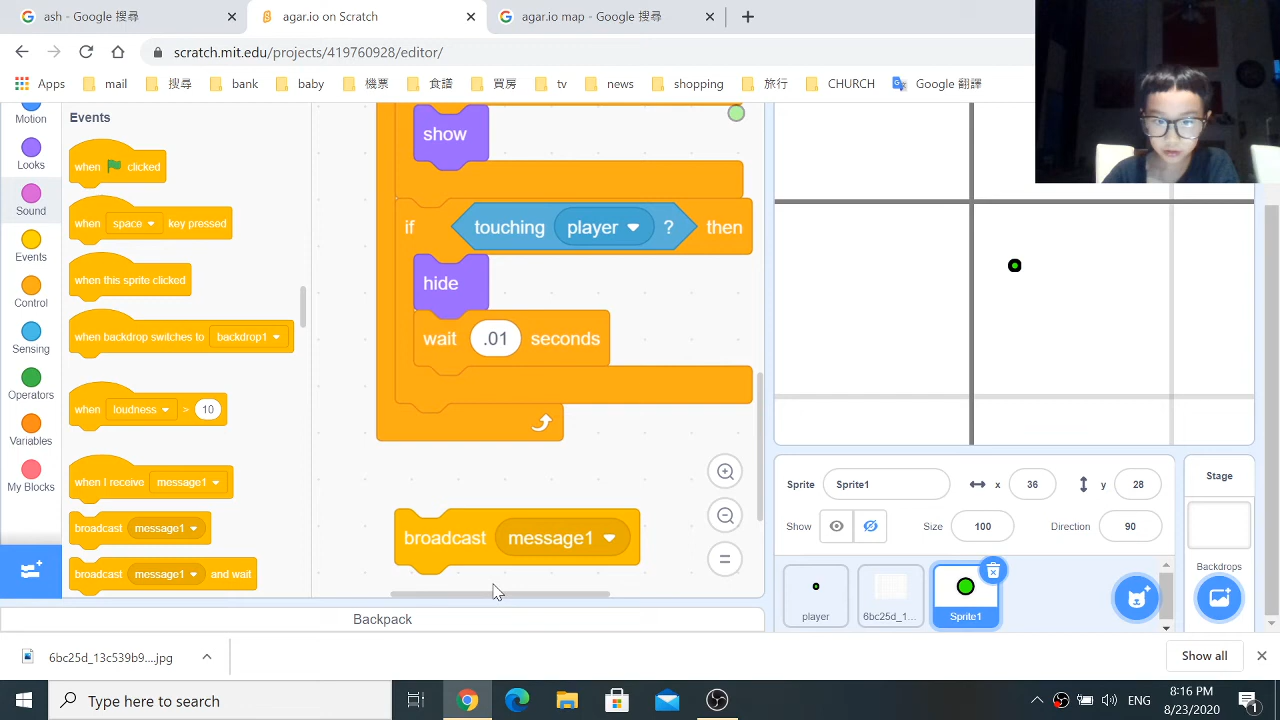 ash - Google 搜尋
agar.io on Scratch
agar.io map - Google 搜尋
scratch.mit.edu/projects/419760928/editor/
Apps mail 搜尋 bank baby 機票 食譜 買房 tv news shopping 旅行 CHURCH Google 翻譯
Motion
Looks
Sound
Events
Control
Sensing
Operators
Variables
My Blocks
Events
when clicked
when space key pressed
when this sprite clicked
when backdrop switches to backdrop1
when loudness > 10
when I receive message1
broadcast message1
broadcast message1 and wait
show
if touching player ? then
hide
wait .01 seconds
broadcast message1
Backpack
Sprite Sprite1 x 36 y 28
Show Size 100 Direction 90
player
6bc25d_1...
Sprite1
Stage
Backdrops
6bc25d_13c539b9....jpg
Show all
Type here to search
ENG
8:16 PM
8/23/2020
1